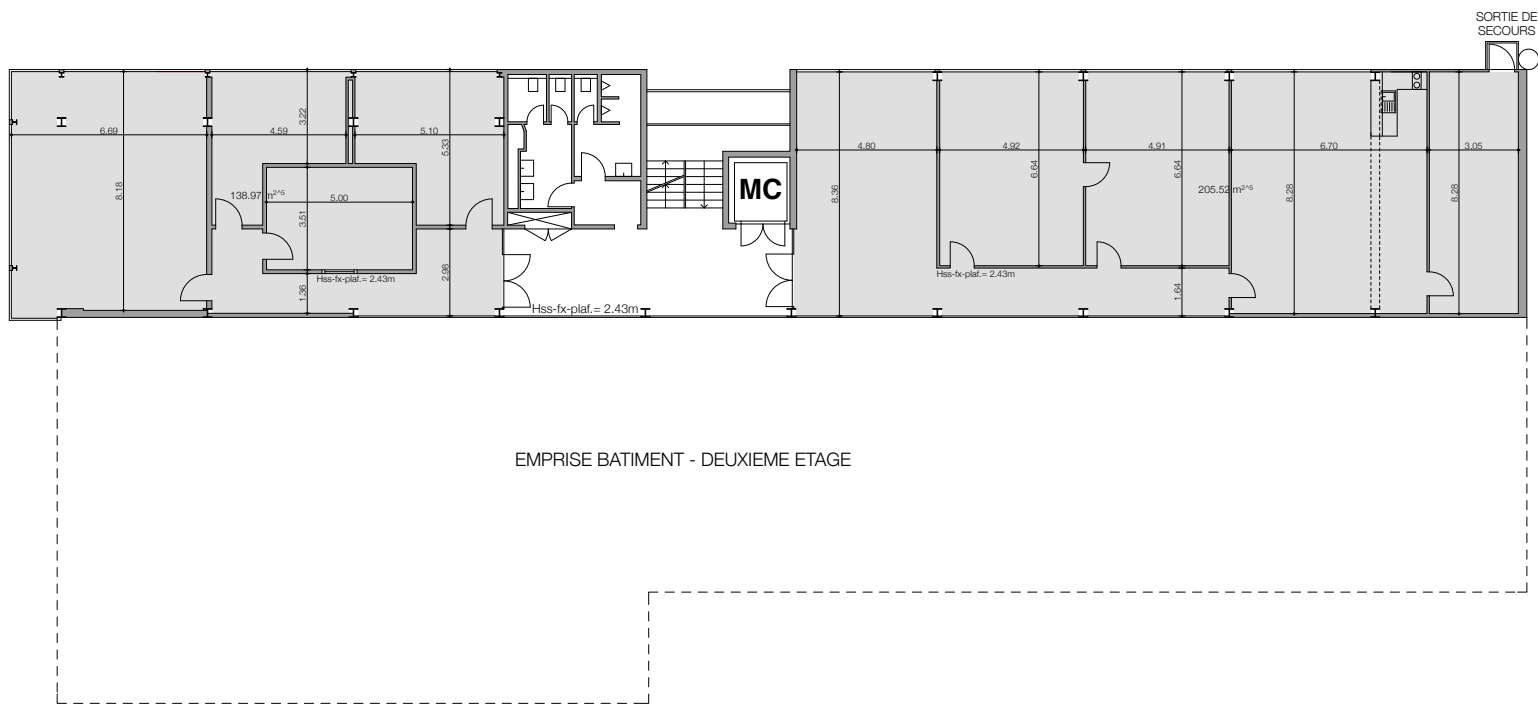 SORTIE DE
SECOURS
6.69
8.18
3.22
4.59
5.10
5.33
138.97 m²^5
5.00
3.51
Hss-fx-plaf.= 2.43m
1.36
2.98
Hss-fx-plaf.= 2.43m
MC
4.80
8.36
4.92
6.64
4.91
6.64
205.52 m²^5
6.70
8.28
3.05
8.28
Hss-fx-plaf.= 2.43m
1.64
EMPRISE BATIMENT - DEUXIEME ETAGE